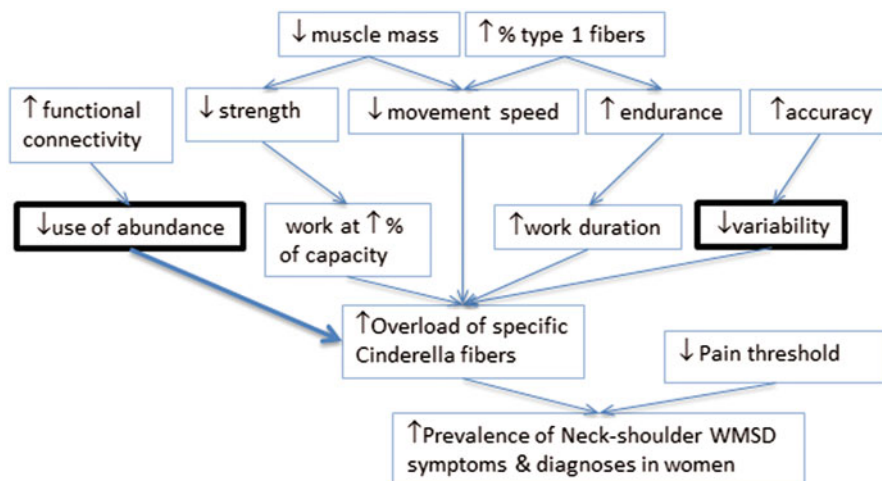 ↓muscle mass
↑% type 1 fibers
↑functional
connectivity
↓strength
↓movement speed
↑endurance
↑accuracy
↓use of abundance
work at ↑%
of capacity
↑work duration
↓variability
↑Overload of specific
Cinderella fibers
↓ Pain threshold
↑Prevalence of Neck-shoulder WMSD
symptoms & diagnoses in women